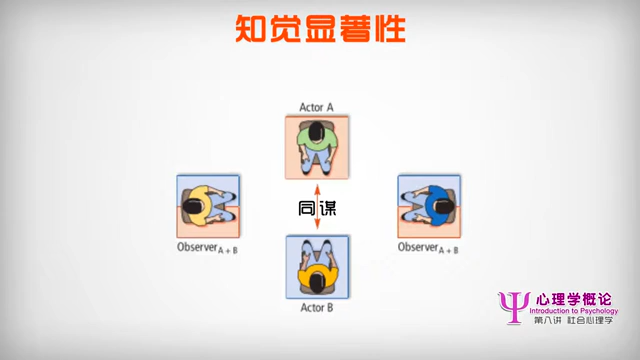 知觉显著性
Actor A
同谋
Observer A + B
Observer A + B
Actor B
心理学概论
Introduction to Psychology
第八讲 社会心理学